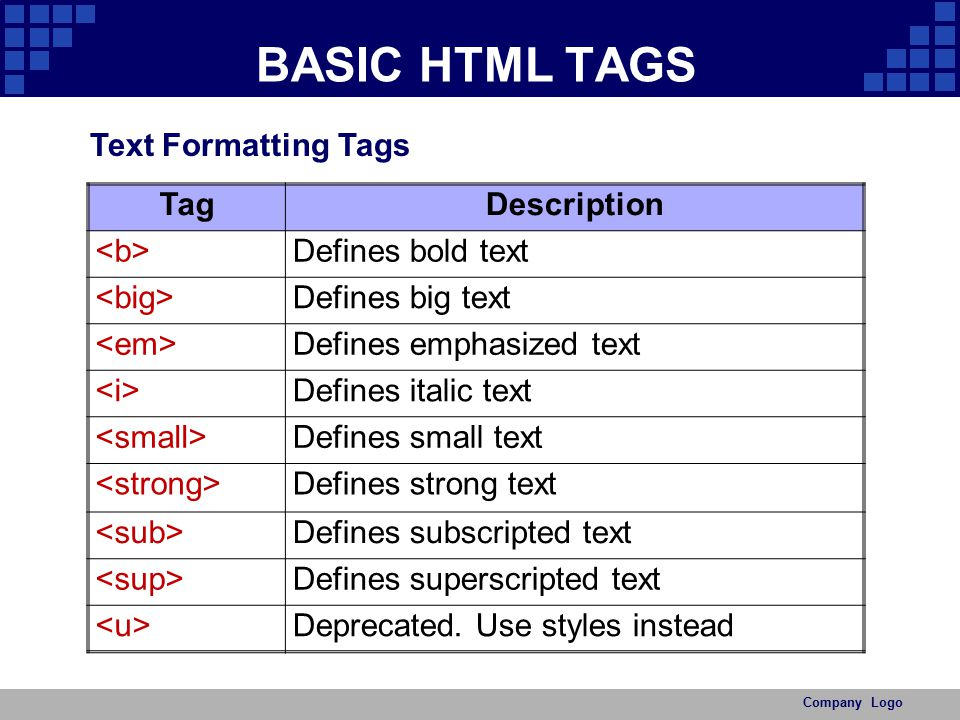 BASIC HTML TAGS
Text Formatting Tags
Tag Description
<b> Defines bold text
<big> Defines big text
<em> Defines emphasized text
<i> Defines italic text
<small> Defines small text
<strong> Defines strong text
<sub> Defines subscripted text
<sup> Defines superscripted text
<u> Deprecated. Use styles instead
Company Logo